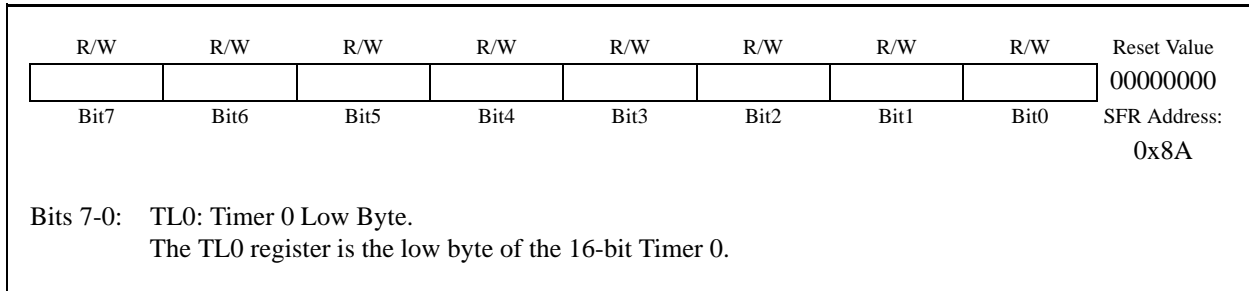 R/W R/W R/W R/W R/W R/W R/W R/W Reset Value
00000000
Bit7 Bit6 Bit5 Bit4 Bit3 Bit2 Bit1 Bit0 SFR Address:
0x8A
Bits 7-0: TL0: Timer 0 Low Byte.
The TL0 register is the low byte of the 16-bit Timer 0.